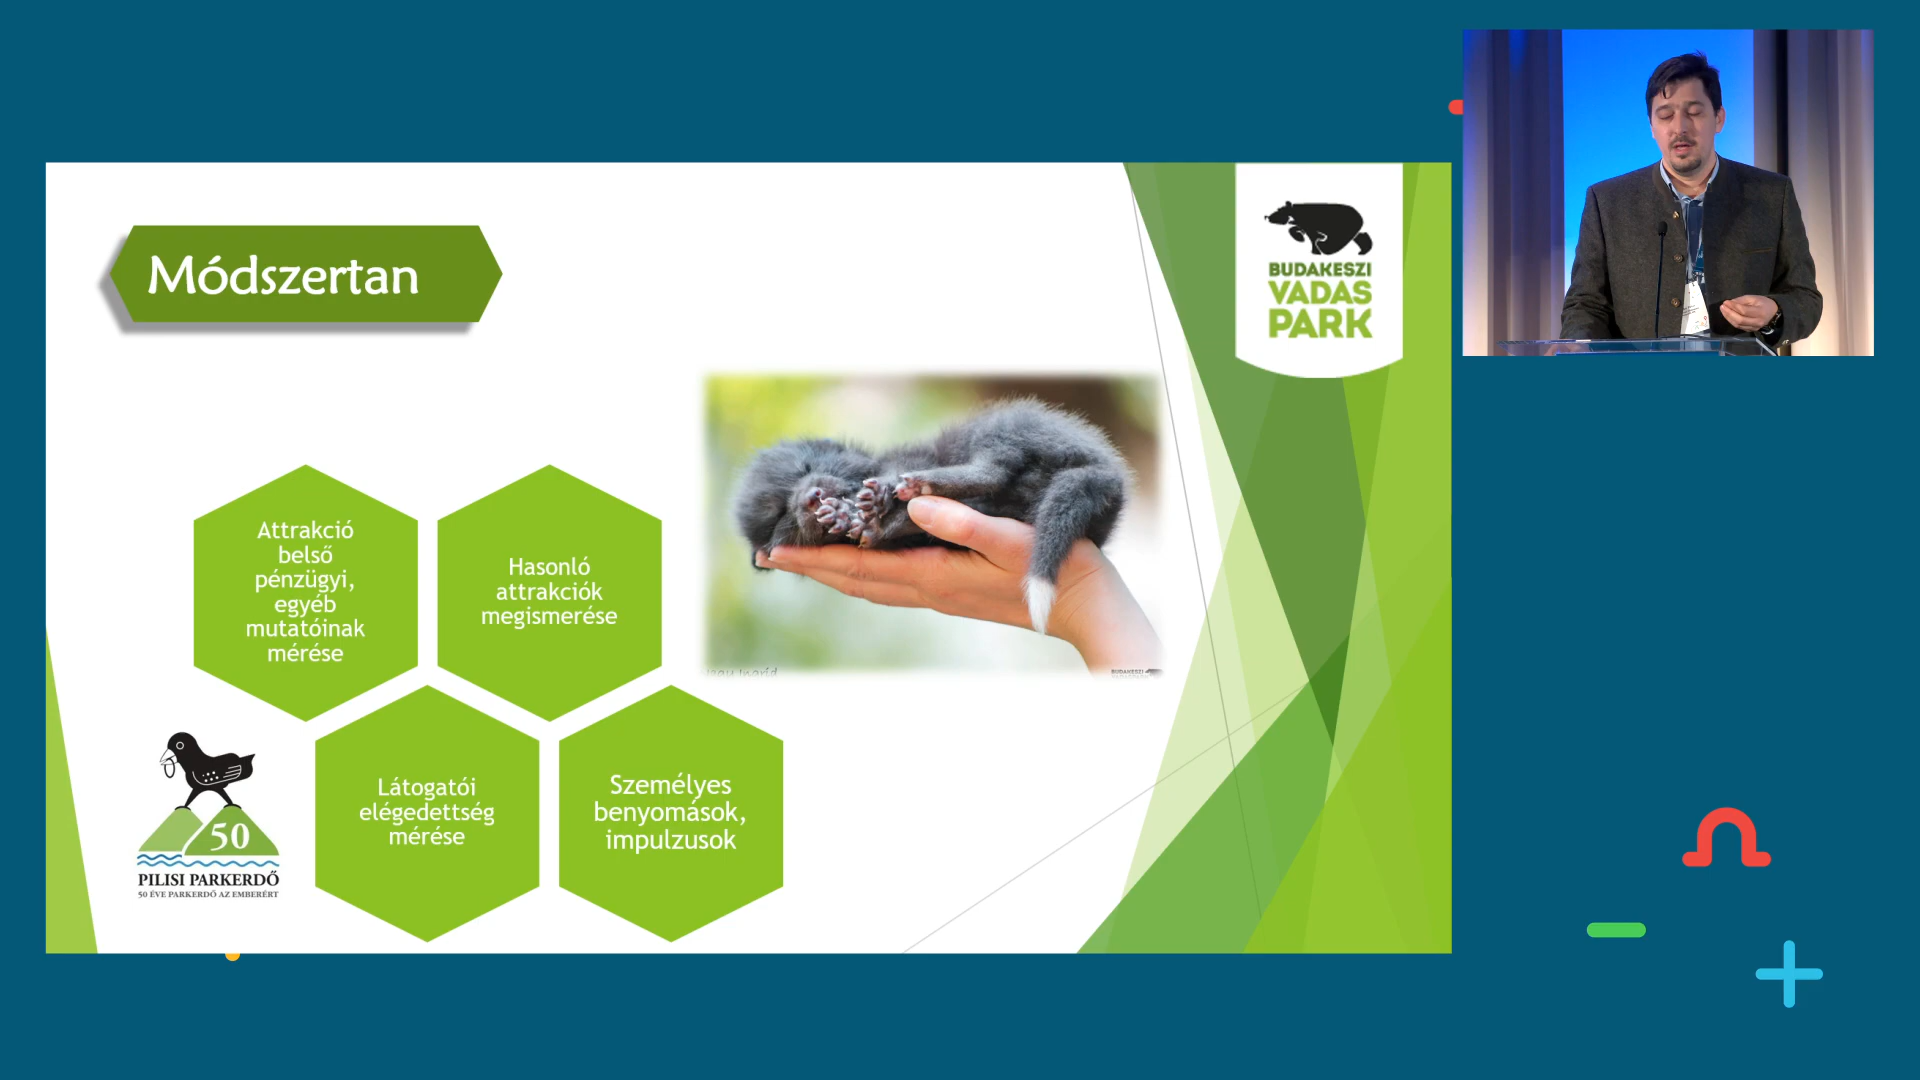 Módszertan
BUDAKESZI
VADAS
PARK
Attrakció
belső
pénzügyi,
egyéb
mutatóinak
mérése
Hasonló
attrakciók
megismerése
Látogatói
elégedettség
mérése
Személyes
benyomások,
impulzusok
50
PILISI PARKERDŐ
50 ÉVE PARKERDŐ AZ EMBERÉRT